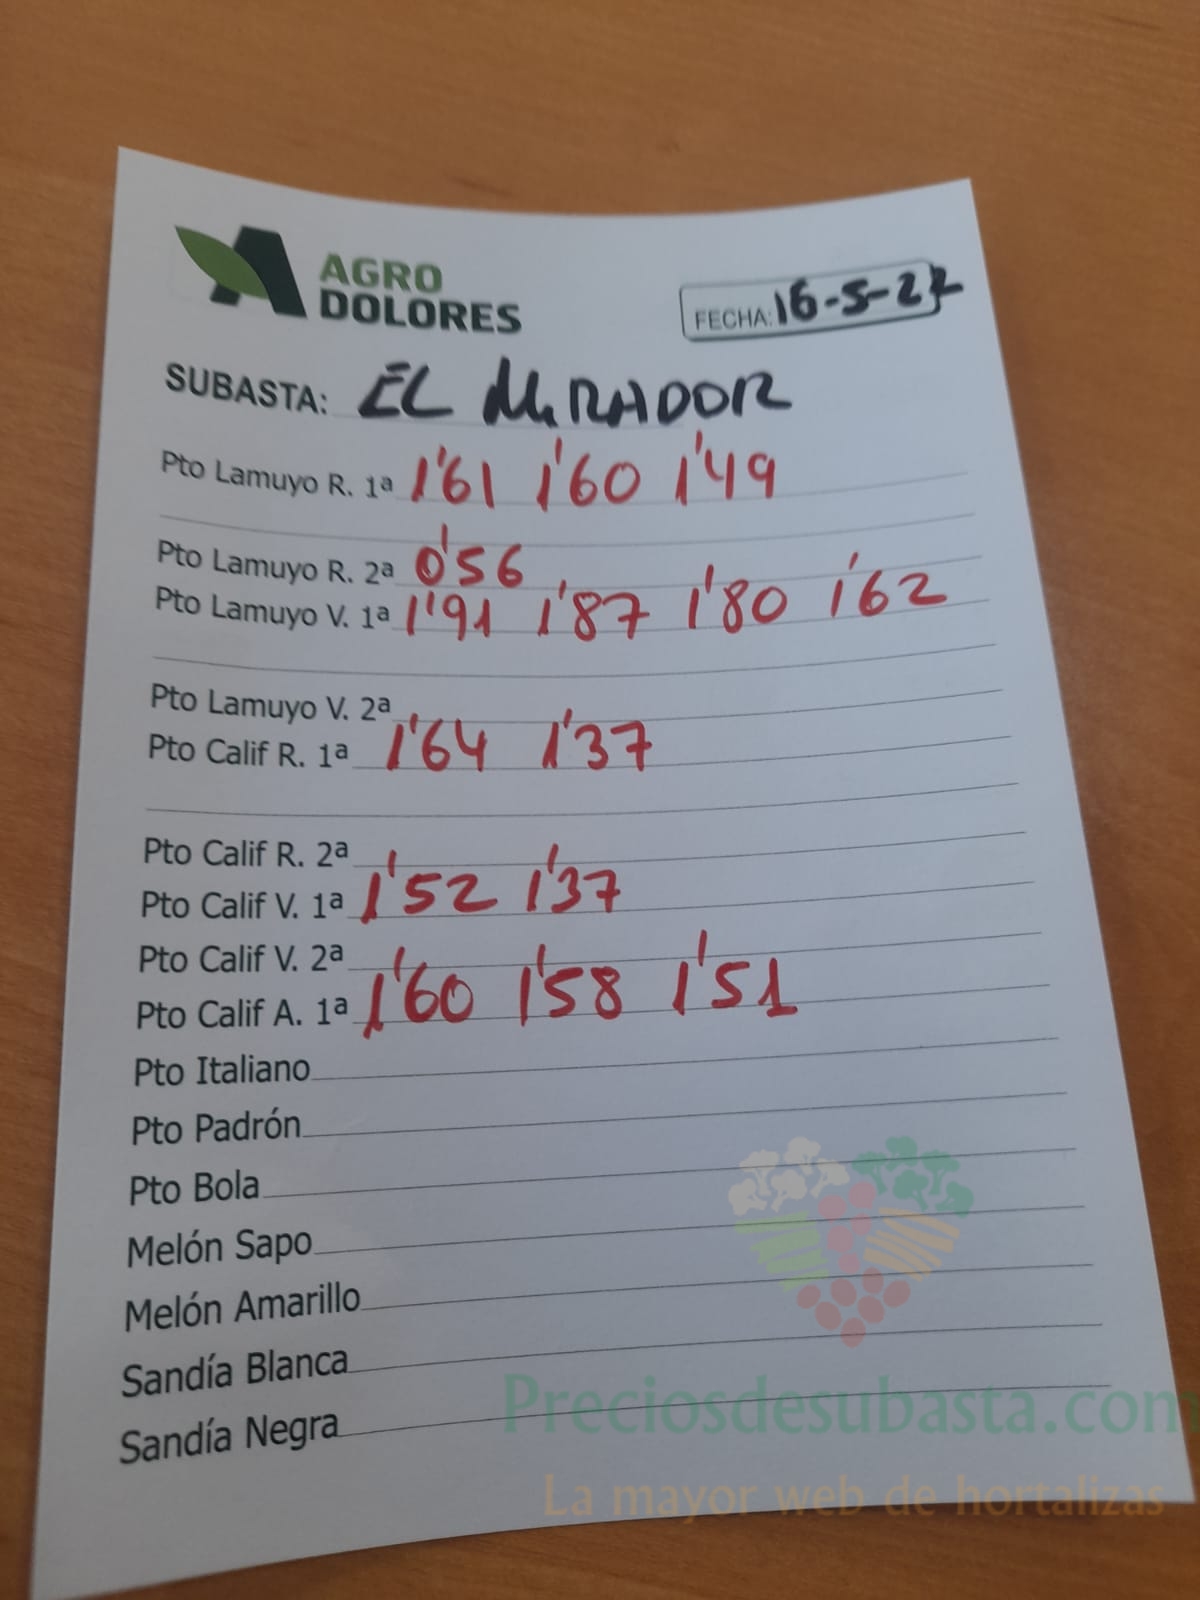 AGRO
DOLORES
FECHA: 16-5-22
SUBASTA: EL MIRADOR
Pto Lamuyo R. 1ª 1'61 1'60 1'49
Pto Lamuyo R. 2ª 0'56
Pto Lamuyo V. 1ª 1'91 1'87 1'80 1'62
Pto Lamuyo V. 2ª
Pto Calif R. 1ª 1'64 1'37
Pto Calif R. 2ª
Pto Calif V. 1ª 1'52 1'37
Pto Calif V. 2ª
Pto Calif A. 1ª 1'60 1'58 1'51
Pto Italiano
Pto Padrón
Pto Bola
Melón Sapo
Melón Amarillo
Sandía Blanca
Sandía Negra
Preciosdesubasta.com
La mayor web de hortalizas